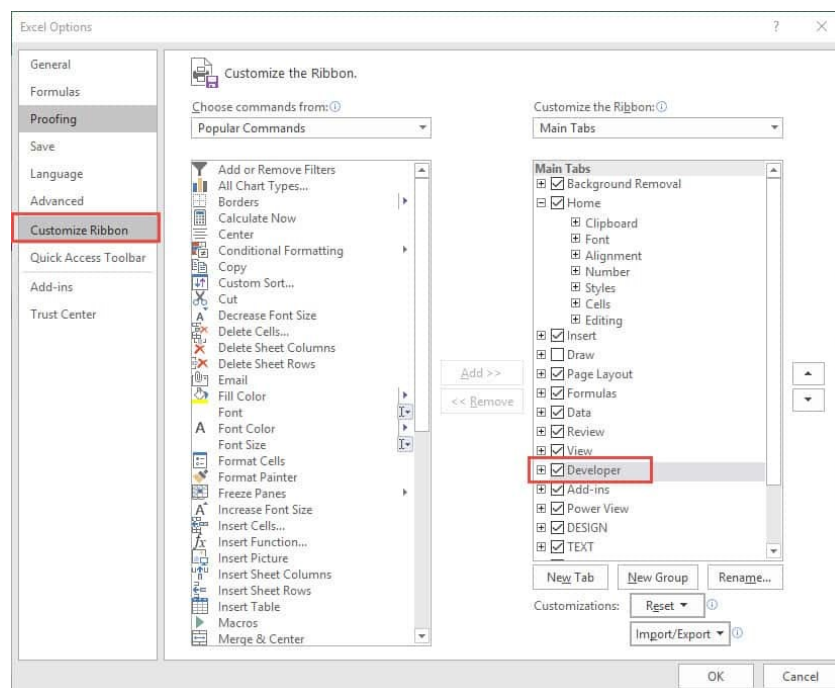 Excel Options
?
General
Formulas
Proofing
Save
Language
Advanced
Customize Ribbon
Quick Access Toolbar
Add-ins
Trust Center
Customize the Ribbon.
Choose commands from:
Popular Commands
Add or Remove Filters
All Chart Types...
Borders
Calculate Now
Center
Conditional Formatting
Copy
Custom Sort...
Cut
Decrease Font Size
Delete Cells...
Delete Sheet Columns
Delete Sheet Rows
Email
Fill Color
Font
Font Color
Font Size
Format Cells
Format Painter
Freeze Panes
Increase Font Size
Insert Cells...
Insert Function...
Insert Picture
Insert Sheet Columns
Insert Sheet Rows
Insert Table
Macros
Merge & Center
Add >>
<< Remove
Customize the Ribbon:
Main Tabs
Main Tabs
Background Removal
Home
Clipboard
Font
Alignment
Number
Styles
Cells
Editing
Insert
Draw
Page Layout
Formulas
Data
Review
View
Developer
Add-ins
Power View
DESIGN
TEXT
New Tab
New Group
Rename...
Customizations:
Reset
Import/Export
OK
Cancel